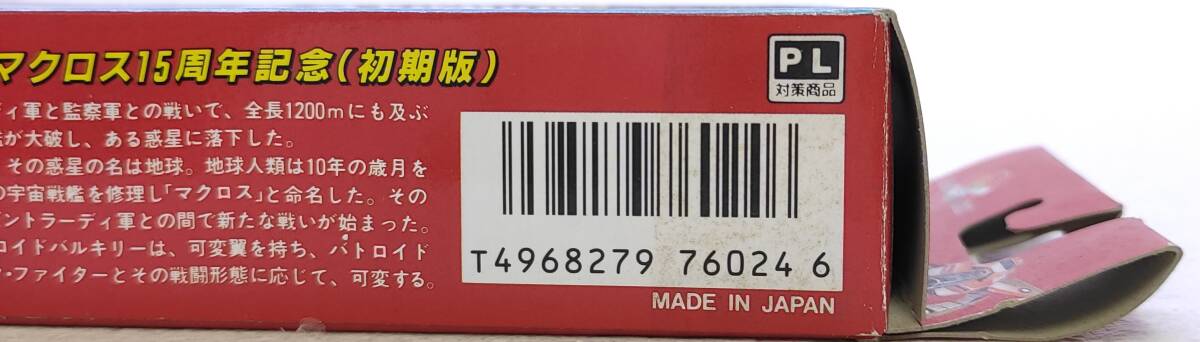 マクロス15周年記念(初期版)
ディ軍と監察軍との戦いで、全長1200mにも及ぶ
艦が大破し、ある惑星に落下した。
その惑星の名は地球。地球人類は10年の歳月を
の宇宙戦艦を修理し「マクロス」と命名した。その
ントラーディ軍との間で新たな戦いが始まった。
ロイドバルキリーは、可変翼を持ち、バトロイド
・ファイターとその戦闘形態に応じて、可変する。
PL
対策商品
T4968279 76024 6
MADE IN JAPAN